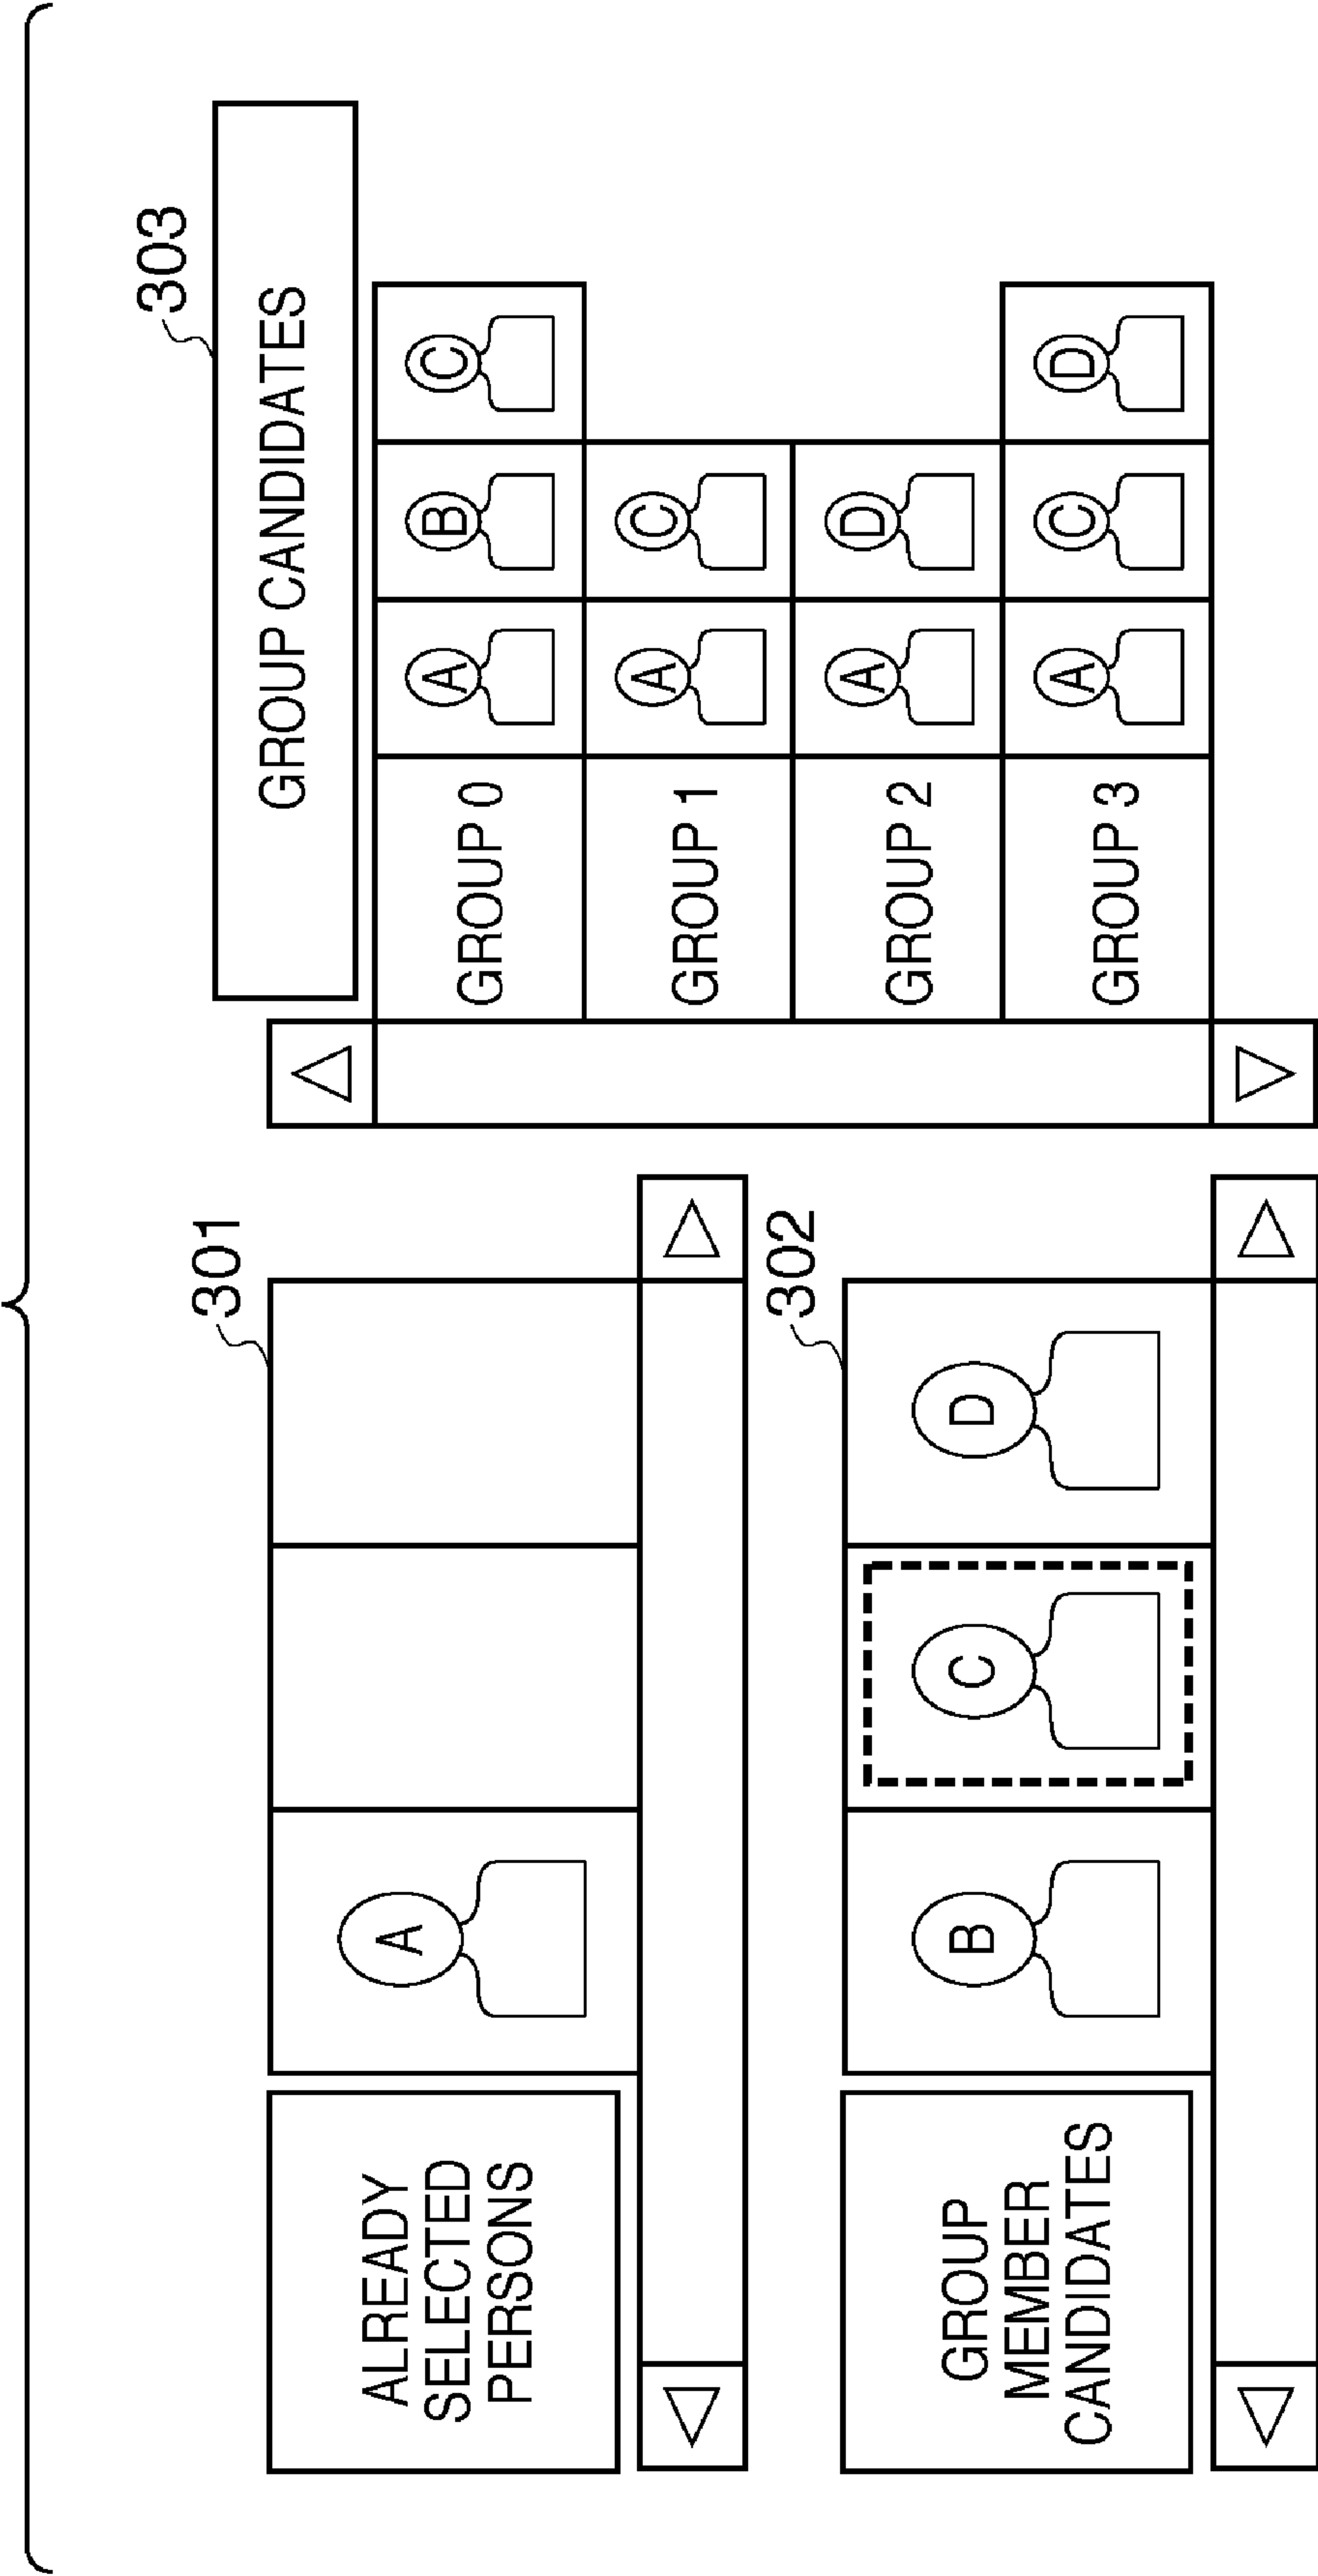 301
ALREADY
SELECTED
PERSONS
A
302
GROUP
MEMBER
CANDIDATES
B
C
D
303
GROUP CANDIDATES
GROUP 0
A
B
C
GROUP 1
A
C
GROUP 2
A
D
GROUP 3
A
C
D